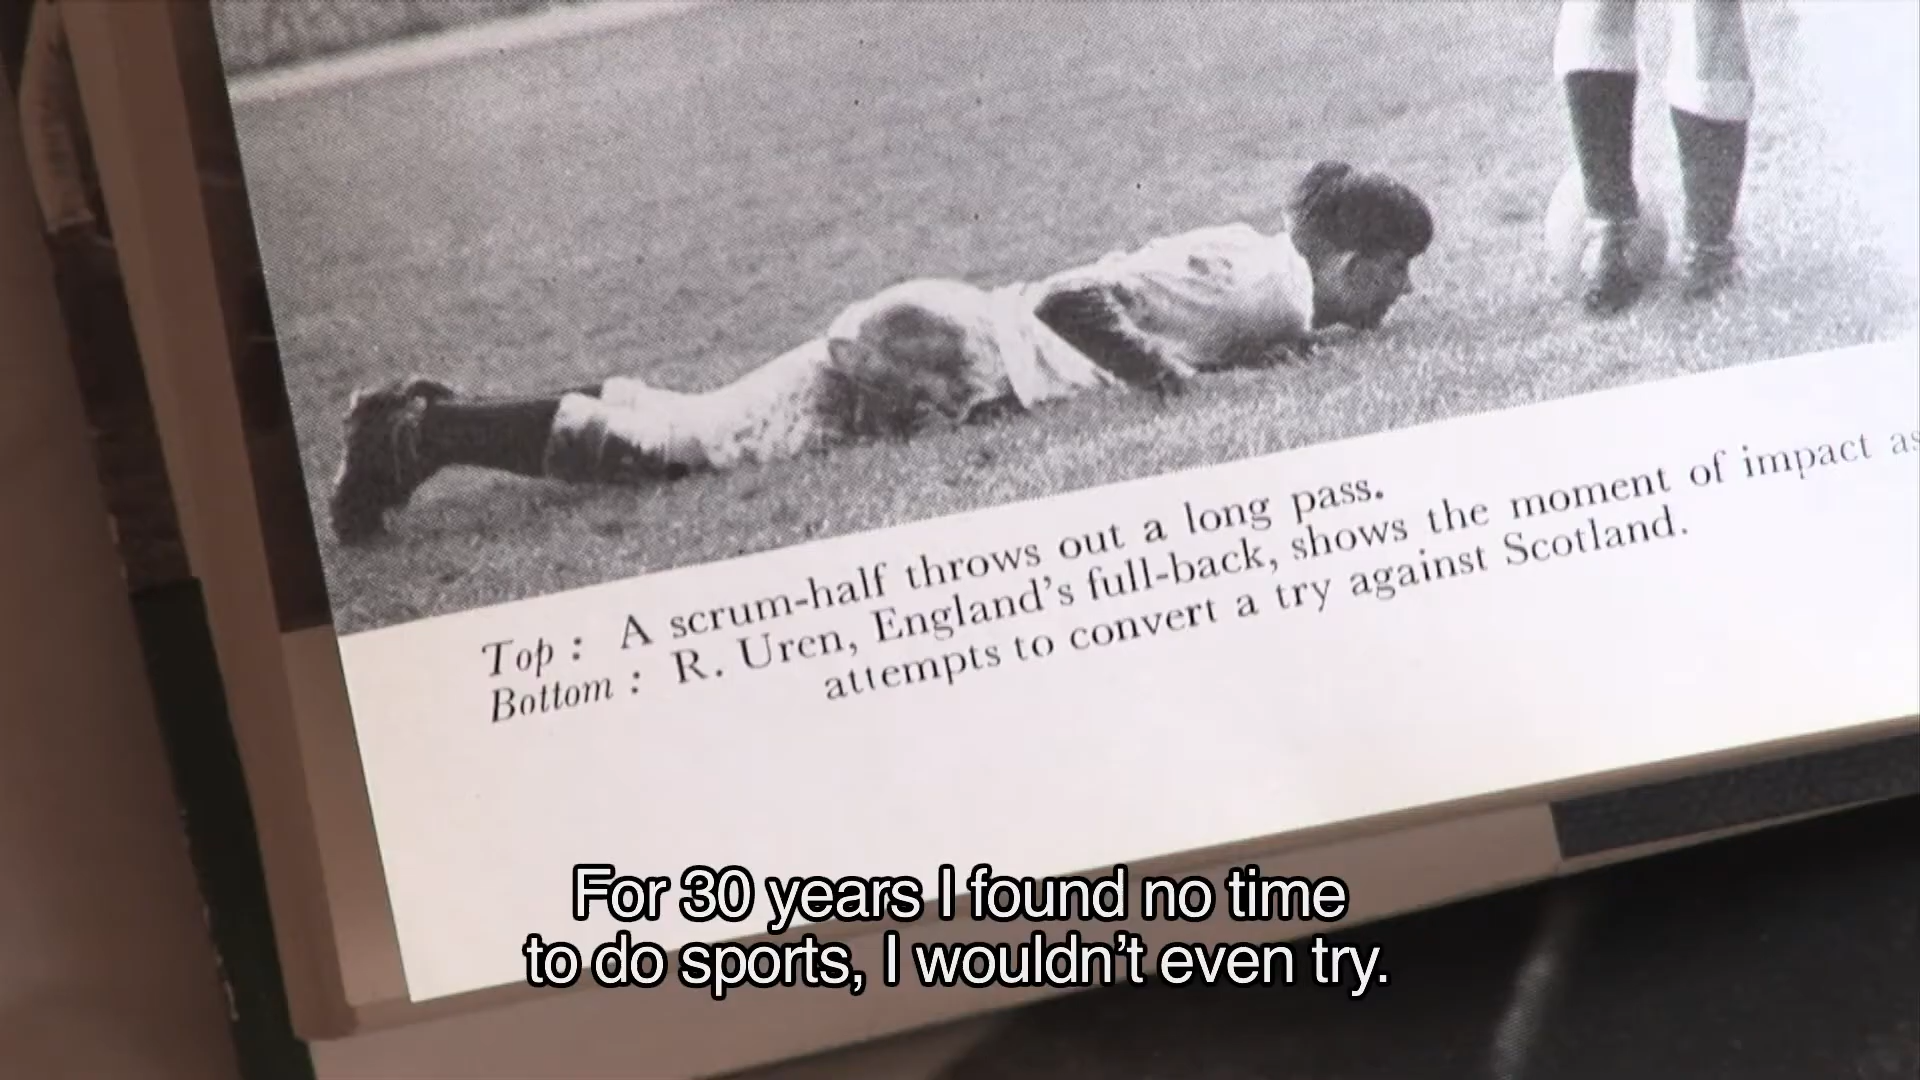 Top : A scrum-half throws out a long pass.
Bottom : R. Uren, England's full-back, shows the moment of impact as
attempts to convert a try against Scotland.
For 30 years I found no time
to do sports, I wouldn't even try.